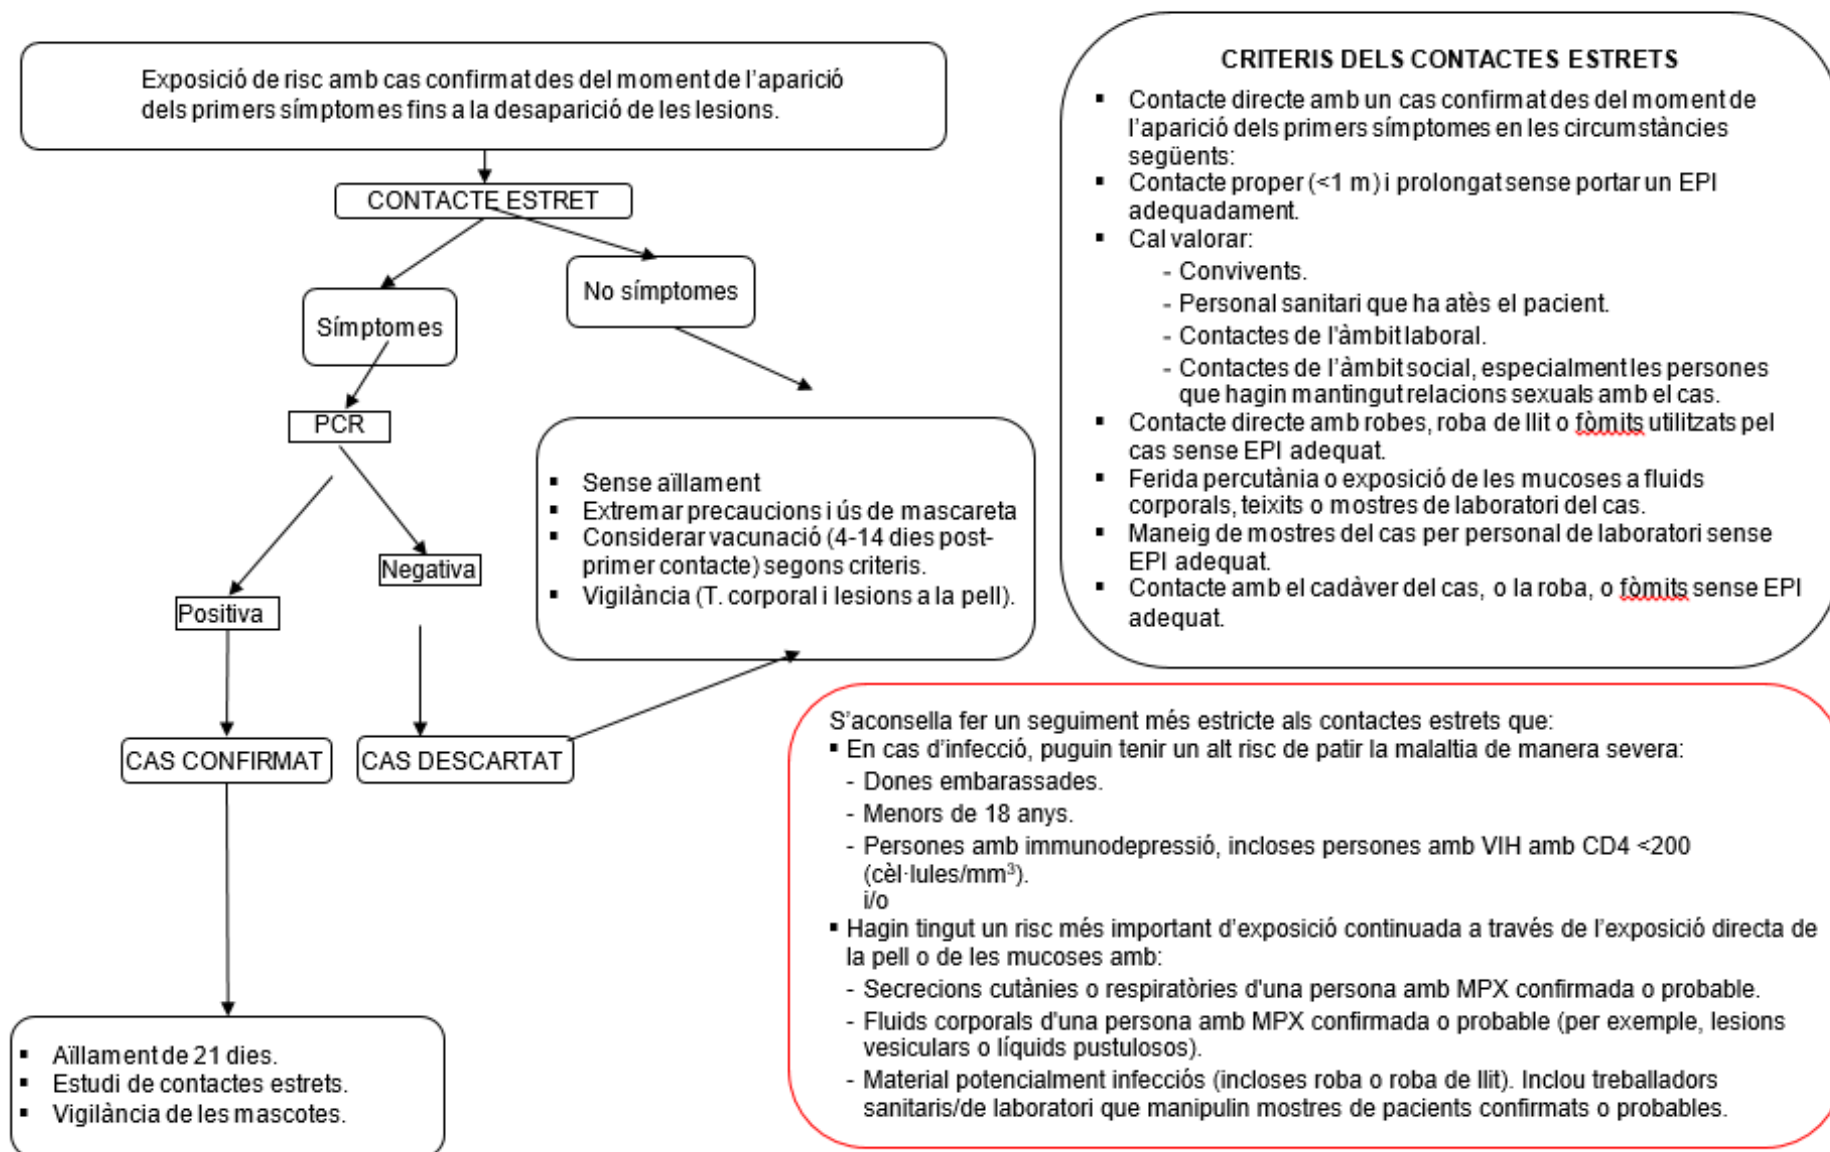 Exposició de risc amb cas confirmat des del moment de l'aparició
dels primers símptomes fins a la desaparició de les lesions.
CONTACTE ESTRET
Símptomes
No símptomes
PCR
Positiva
Negativa
▪ Sense aïllament
▪ Extremar precaucions i ús de mascareta
▪ Considerar vacunació (4-14 dies post-
primer contacte) segons criteris.
▪ Vigilància (T. corporal i lesions a la pell).
CAS CONFIRMAT
CAS DESCARTAT
▪ Aïllament de 21 dies.
▪ Estudi de contactes estrets.
▪ Vigilància de les mascotes.
CRITERIS DELS CONTACTES ESTRETS
▪ Contacte directe amb un cas confirmat des del moment de
l'aparició dels primers símptomes en les circumstàncies
següents:
▪ Contacte proper (<1 m) i prolongat sense portar un EPI
adequadament.
▪ Cal valorar:
- Convivents.
- Personal sanitari que ha atès el pacient.
- Contactes de l'àmbit laboral.
- Contactes de l'àmbit social, especialment les persones
que hagin mantingut relacions sexuals amb el cas.
▪ Contacte directe amb robes, roba de llit o fòmits utilitzats pel
cas sense EPI adequat.
▪ Ferida percutània o exposició de les mucoses a fluids
corporals, teixits o mostres de laboratori del cas.
▪ Maneig de mostres del cas per personal de laboratori sense
EPI adequat.
▪ Contacte amb el cadàver del cas, o la roba, o fòmits sense EPI
adequat.
S'aconsella fer un seguiment més estricte als contactes estrets que:
▪ En cas d'infecció, puguin tenir un alt risc de patir la malaltia de manera severa:
- Dones embarassades.
- Menors de 18 anys.
- Persones amb immunodepressió, incloses persones amb VIH amb CD4 <200
(cèl·lules/mm³).
i/o
▪ Hagin tingut un risc més important d'exposició continuada a través de l'exposició directa de
la pell o de les mucoses amb:
- Secrecions cutànies o respiratòries d'una persona amb MPX confirmada o probable.
- Fluids corporals d'una persona amb MPX confirmada o probable (per exemple, lesions
vesiculars o líquids pustulosos).
- Material potencialment infecciós (incloses roba o roba de llit). Inclou treballadors
sanitaris/de laboratori que manipulin mostres de pacients confirmats o probables.